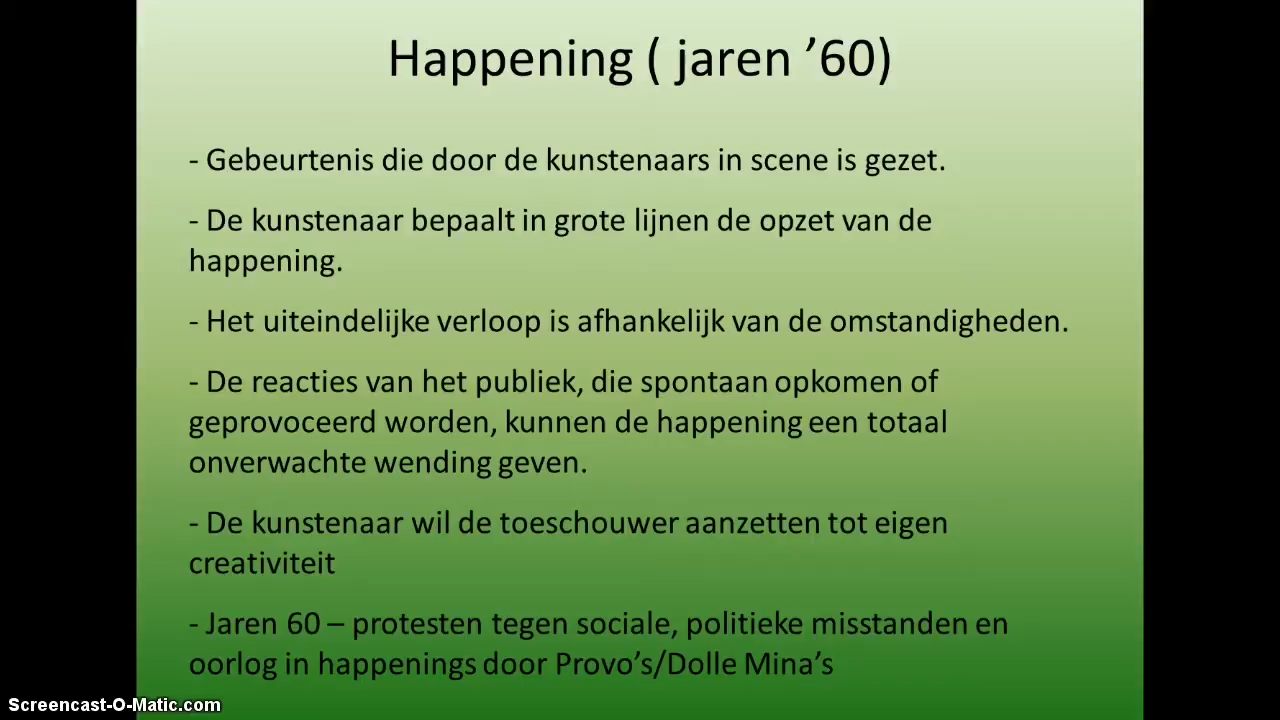 Happening ( jaren ’60)
- Gebeurtenis die door de kunstenaars in scene is gezet.
- De kunstenaar bepaalt in grote lijnen de opzet van de
happening.
- Het uiteindelijke verloop is afhankelijk van de omstandigheden.
- De reacties van het publiek, die spontaan opkomen of
geprovoceerd worden, kunnen de happening een totaal
onverwachte wending geven.
- De kunstenaar wil de toeschouwer aanzetten tot eigen
creativiteit
- Jaren 60 – protesten tegen sociale, politieke misstanden en
oorlog in happenings door Provo’s/Dolle Mina’s
Screencast-O-Matic.com